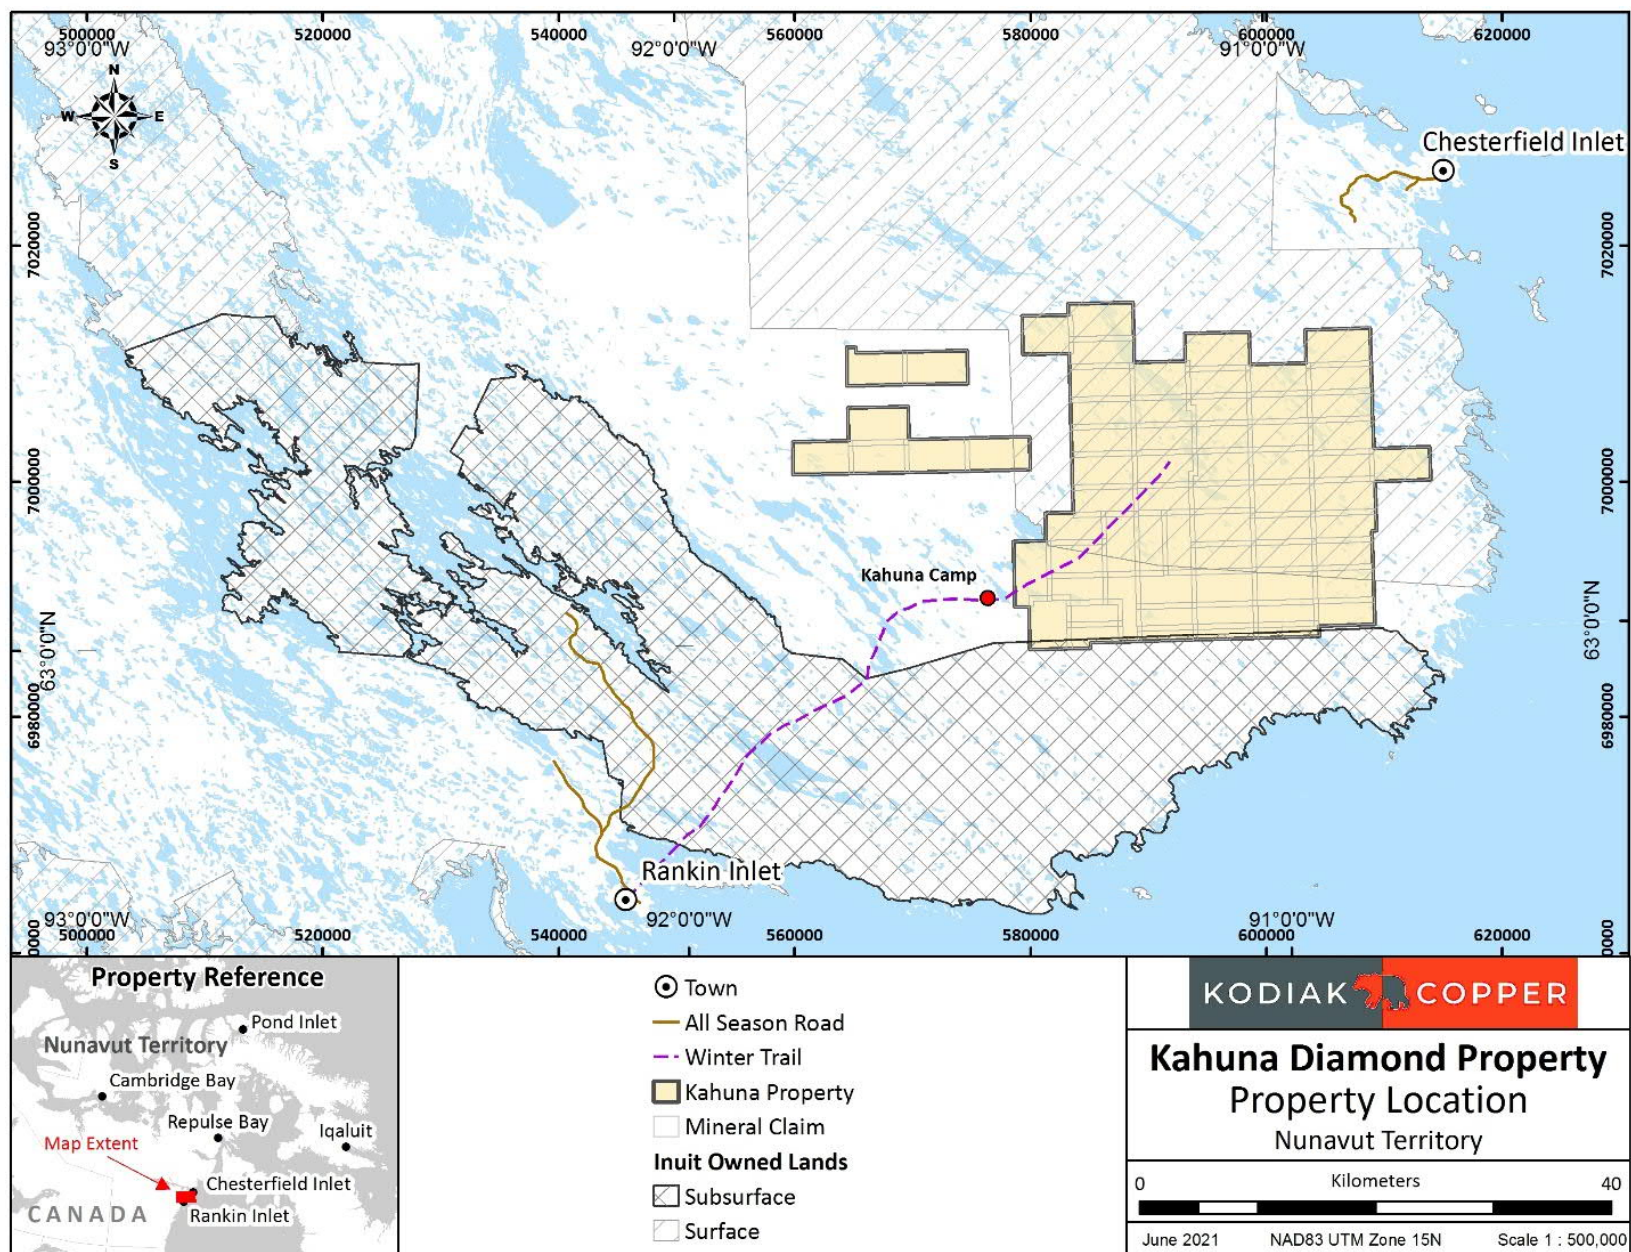 500000 520000 540000 560000 580000 600000 620000
93°0'0"W 92°0'0"W 91°0'0"W
N
W E
S
Chesterfield Inlet
7020000 7020000
7000000 7000000
Kahuna Camp
63°0'0"N 63°0'0"N
6980000 6980000
Rankin Inlet
93°0'0"W 92°0'0"W 91°0'0"W
500000 520000 540000 560000 580000 600000 620000
Property Reference
Pond Inlet
Nunavut Territory
Cambridge Bay
Repulse Bay
Iqaluit
Map Extent
Chesterfield Inlet
CANADA
Rankin Inlet
Town
All Season Road
Winter Trail
Kahuna Property
Mineral Claim
Inuit Owned Lands
Subsurface
Surface
KODIAK COPPER
Kahuna Diamond Property
Property Location
Nunavut Territory
0 Kilometers 40
June 2021 NAD83 UTM Zone 15N Scale 1 : 500,000